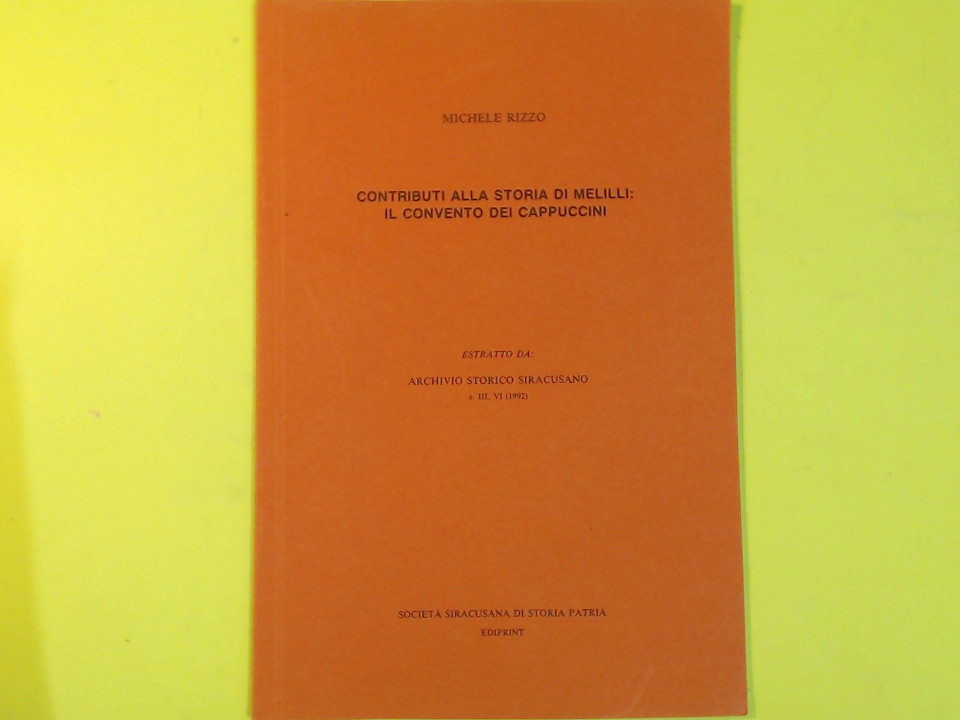 MICHELE RIZZO
CONTRIBUTI ALLA STORIA DI MELILLI:
IL CONVENTO DEI CAPPUCCINI
ESTRATTO DA:
ARCHIVIO STORICO SIRACUSANO
s. III, VI (1992)
SOCIETÀ SIRACUSANA DI STORIA PATRIA
EDIPRINT